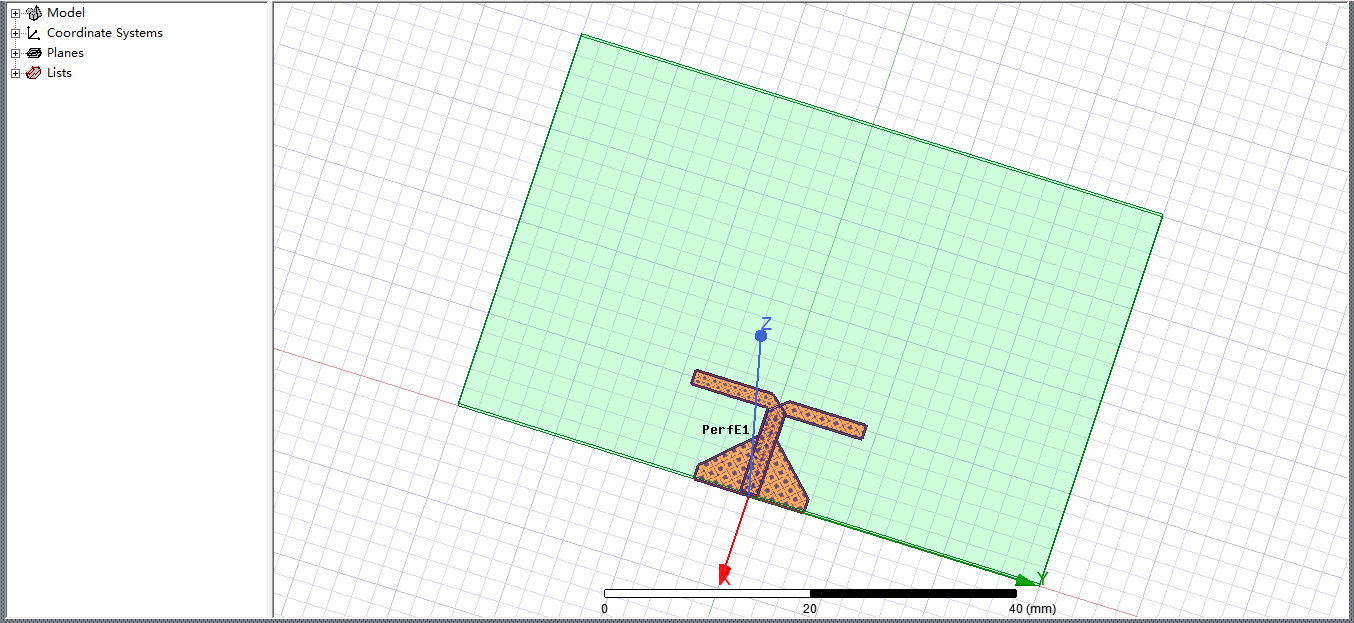 Model
Coordinate Systems
Planes
Lists
Z
PerfE1
X
Y
0 20 40 (mm)